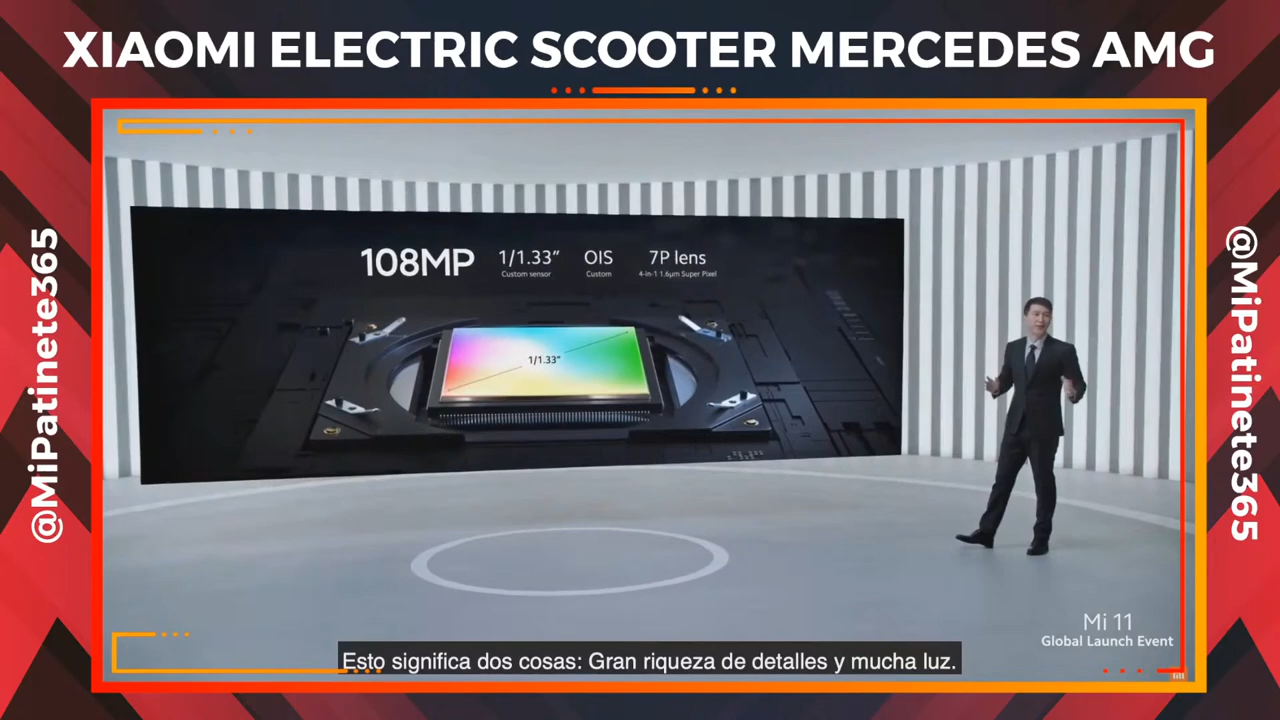 XIAOMI ELECTRIC SCOOTER MERCEDES AMG
@MiPatinete365
108MP
1/1.33”
Custom sensor
OIS
Custom
7P lens
4-in-1 1.6μm Super Pixel
1/1.33”
@MiPatinete365
Mi 11
Global Launch Event
Esto significa dos cosas: Gran riqueza de detalles y mucha luz.